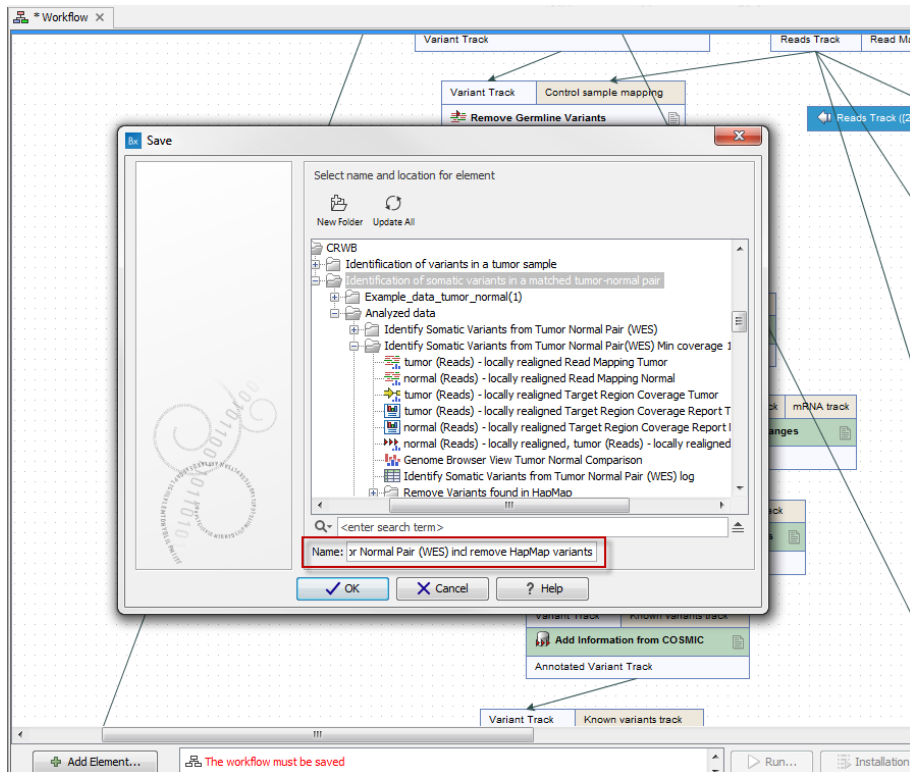 * Workflow
Variant Track
Reads Track
Variant Track Control sample mapping
Remove Germline Variants
Reads Track
Bx Save
Select name and location for element
New Folder Update All
CRWB
Identification of variants in a tumor sample
Identification of somatic variants in a matched tumor-normal pair
Example_data_tumor_normal(1)
Analyzed data
Identify Somatic Variants from Tumor Normal Pair (WES)
Identify Somatic Variants from Tumor Normal Pair(WES) Min coverage 1
tumor (Reads) - locally realigned Read Mapping Tumor
normal (Reads) - locally realigned Read Mapping Normal
tumor (Reads) - locally realigned Target Region Coverage Tumor
tumor (Reads) - locally realigned Target Region Coverage Report T
normal (Reads) - locally realigned Target Region Coverage Report
mRNA track
normal (Reads) - locally realigned, tumor (Reads) - locally realigned
Genome Browser View Tumor Normal Comparison
Identify Somatic Variants from Tumor Normal Pair (WES) log
Remove Variants found in HapMap
<enter search term>
Name: or Normal Pair (WES) incl remove HapMap variants
OK Cancel ? Help
Variant Track Known variants track
Add Information from COSMIC
Annotated Variant Track
Variant Track Known variants track
Add Element...
The workflow must be saved
Run...
Installation